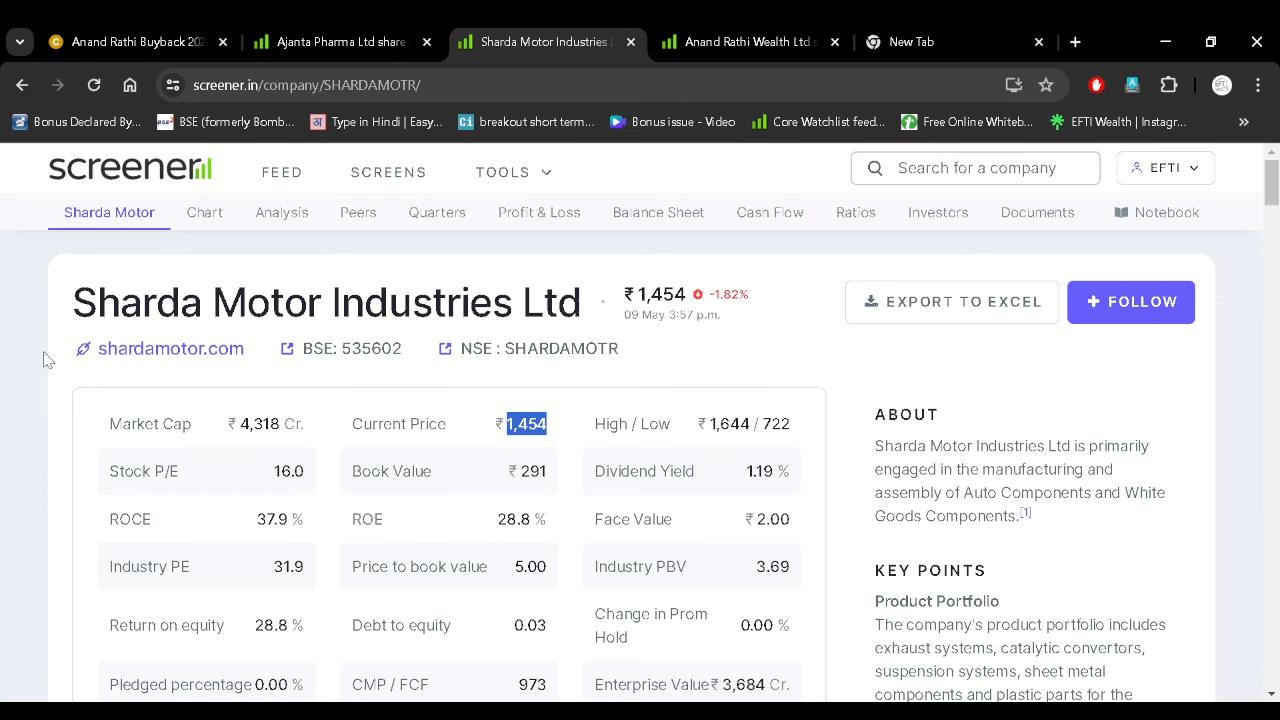 Anand Rathi Buyback 202
Ajanta Pharma Ltd share
Sharda Motor Industries
Anand Rathi Wealth Ltd s
New Tab
screener.in/company/SHARDAMOTR/
Bonus Declared By...
BSE (formerly Bomb...
Type in Hindi | Easy...
breakout short term...
Bonus issue - Video
Core Watchlist feed...
Free Online Whiteb...
EFTI Wealth | Instagr...
screener
FEED
SCREENS
TOOLS
Search for a company
EFTI
Sharda Motor
Chart
Analysis
Peers
Quarters
Profit & Loss
Balance Sheet
Cash Flow
Ratios
Investors
Documents
Notebook
Sharda Motor Industries Ltd
₹ 1,454 -1.82%
09 May 3:57 p.m.
EXPORT TO EXCEL
FOLLOW
shardamotor.com
BSE: 535602
NSE : SHARDAMOTR
Market Cap ₹ 4,318 Cr.
Current Price ₹ 1,454
High / Low ₹ 1,644 / 722
Stock P/E 16.0
Book Value ₹ 291
Dividend Yield 1.19 %
ROCE 37.9 %
ROE 28.8 %
Face Value ₹ 2.00
Industry PE 31.9
Price to book value 5.00
Industry PBV 3.69
Return on equity 28.8 %
Debt to equity 0.03
Change in Prom
Hold 0.00 %
Pledged percentage 0.00 %
CMP / FCF 973
Enterprise Value ₹ 3,684 Cr.
ABOUT
Sharda Motor Industries Ltd is primarily
engaged in the manufacturing and
assembly of Auto Components and White
Goods Components.[1]
KEY POINTS
Product Portfolio
The company's product portfolio includes
exhaust systems, catalytic convertors,
suspension systems, sheet metal
components and plastic parts for the